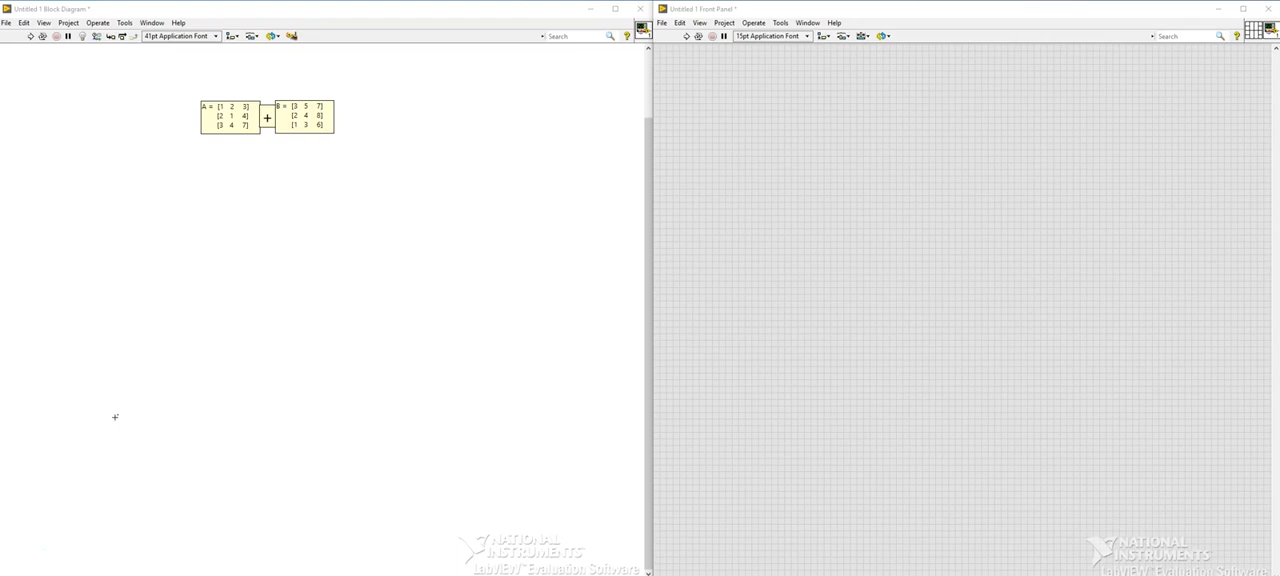 Untitled 1 Block Diagram *
File Edit View Project Operate Tools Window Help
41pt Application Font
Search
?
A = [1 2 3]
[2 1 4]
[3 4 7]
+
B = [3 5 7]
[2 4 8]
[1 3 6]
NATIONAL
INSTRUMENTS
LabVIEW™ Evaluation Software
Untitled 1 Front Panel *
File Edit View Project Operate Tools Window Help
15pt Application Font
Search
?
1
NATIONAL
INSTRUMENTS
LabVIEW™ Evaluation Software